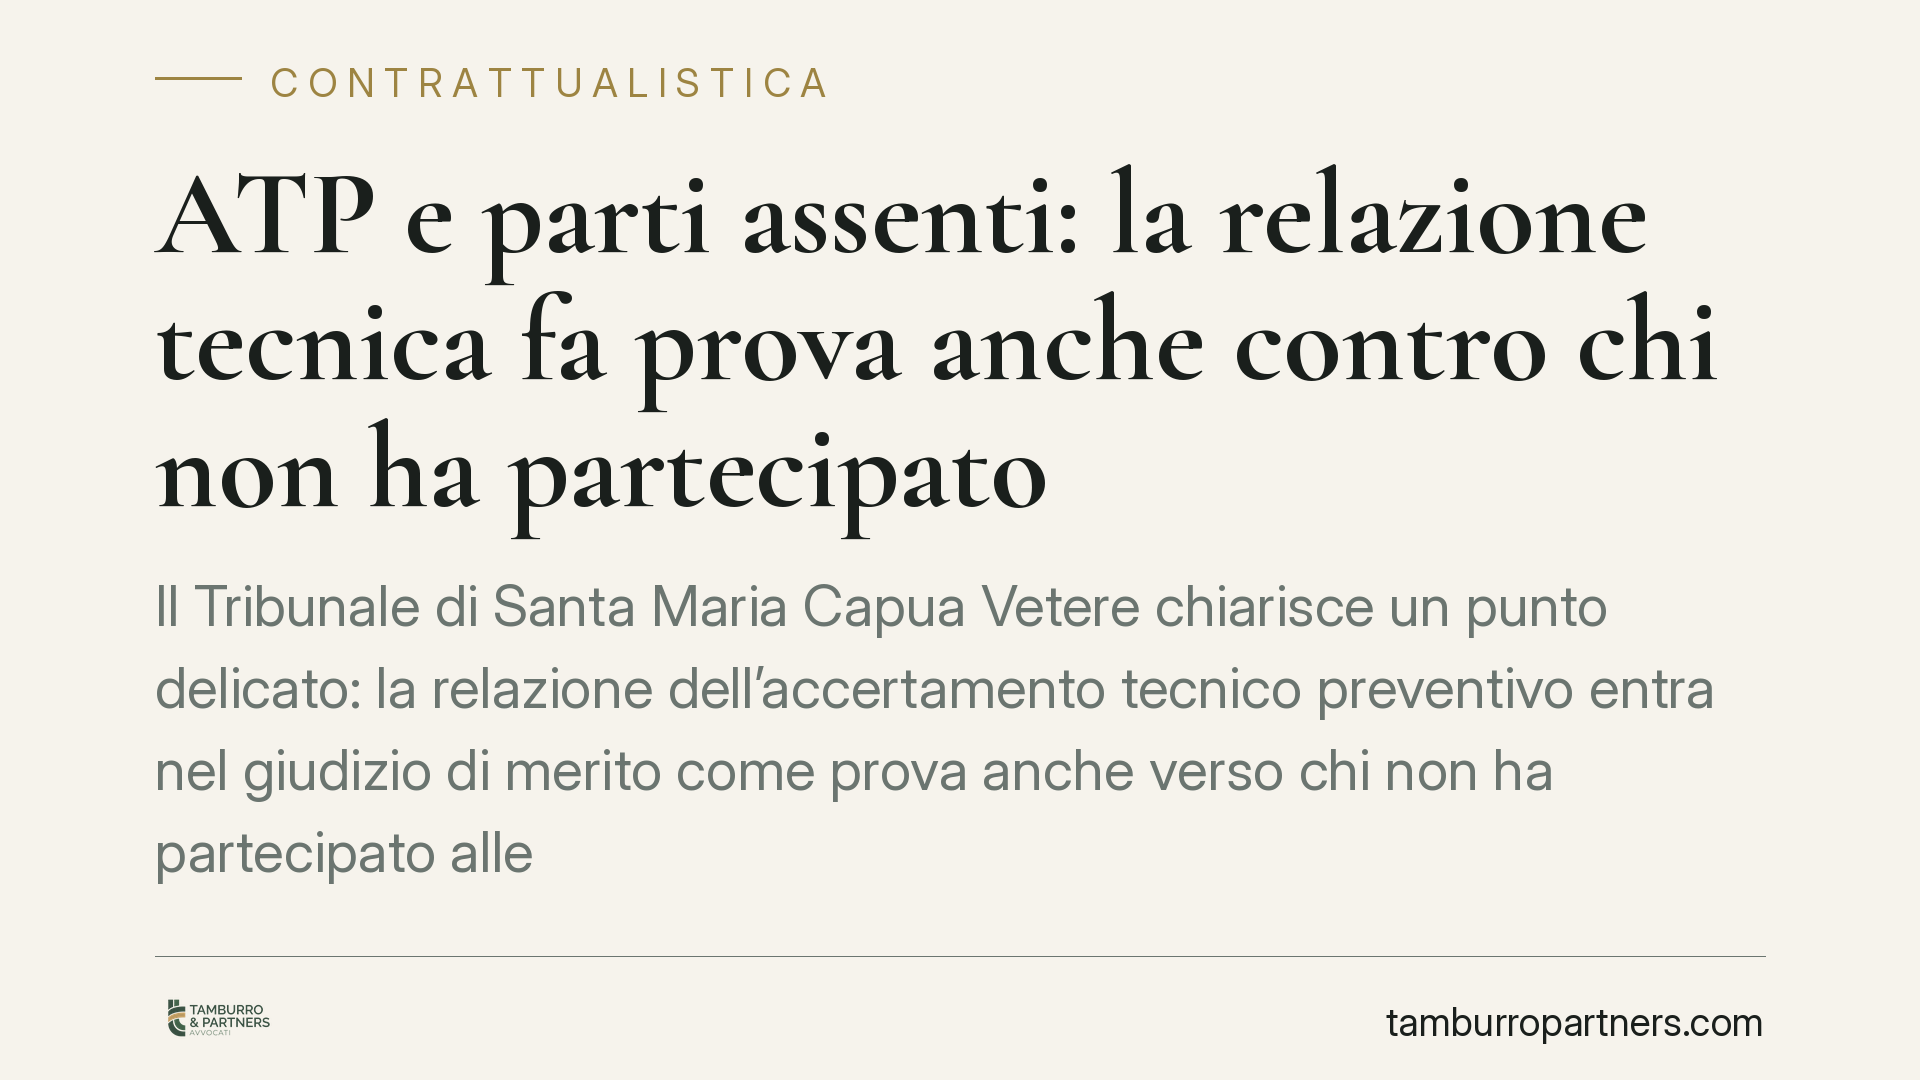 CONTRATTUALISTICA
ATP e parti assenti: la relazione
tecnica fa prova anche contro chi
non ha partecipato
Il Tribunale di Santa Maria Capua Vetere chiarisce un punto
delicato: la relazione dell’accertamento tecnico preventivo entra
nel giudizio di merito come prova anche verso chi non ha
partecipato alle
TAMBURRO
& PARTNERS
AVVOCATI
tamburropartners.com